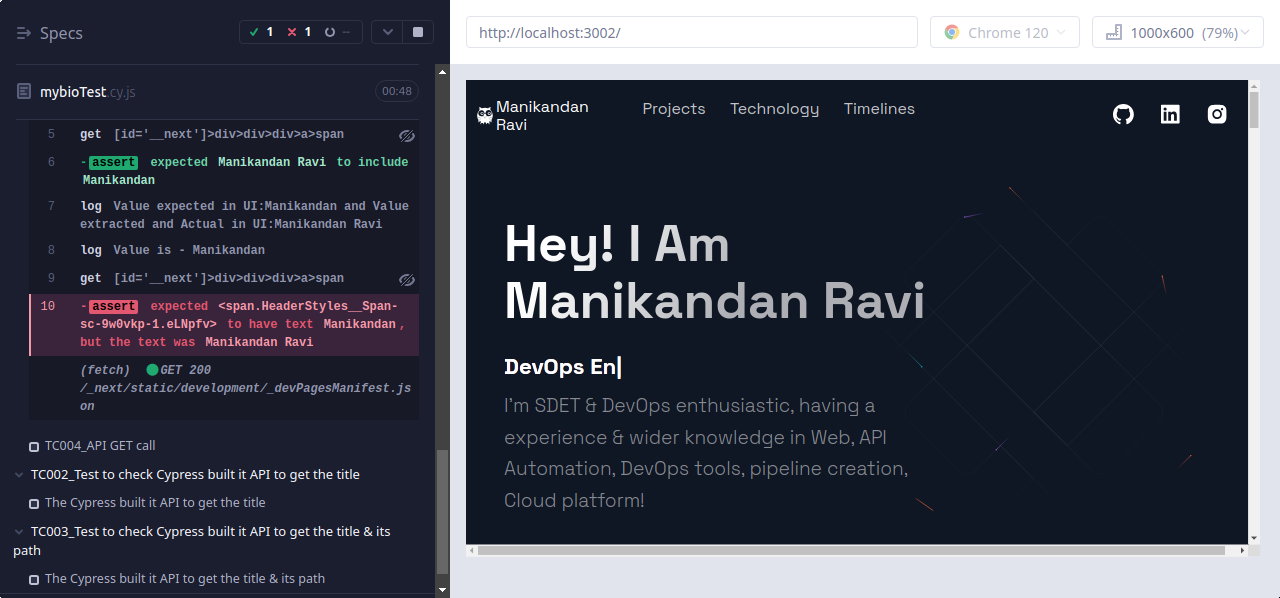 Specs
1 1 --
mybioTest.cy.js
00:48
5 get [id='__next']>div>div>div>a>span
6 -assert expected Manikandan Ravi to include
Manikandan
7 log Value expected in UI:Manikandan and Value
extracted and Actual in UI:Manikandan Ravi
8 log Value is - Manikandan
9 get [id='__next']>div>div>div>a>span
10 -assert expected <span.HeaderStyles__Span-
sc-9w0vkp-1.eLNpfv> to have text Manikandan,
but the text was Manikandan Ravi
(fetch) GET 200
/_next/static/development/_devPagesManifest.js
on
TC004_API GET call
TC002_Test to check Cypress built it API to get the title
The Cypress built it API to get the title
TC003_Test to check Cypress built it API to get the title & its
path
The Cypress built it API to get the title & its path
http://localhost:3002/
Chrome 120
1000x600 (79%)
Manikandan
Ravi
Projects Technology Timelines
Hey! I Am
Manikandan Ravi
DevOps En|
I'm SDET & DevOps enthusiastic, having a
experience & wider knowledge in Web, API
Automation, DevOps tools, pipeline creation,
Cloud platform!